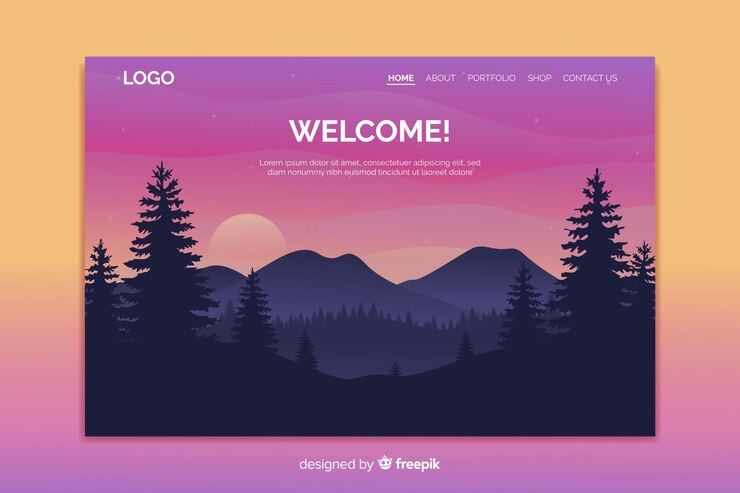 LOGO
HOME ABOUT PORTFOLIO SHOP CONTACT US
WELCOME!
Lorem ipsum dolor sit amet, consectetuer adipiscing elit, sed
diam nonummy nibh euismod tincidunt ut laoreet dolore
designed by freepik